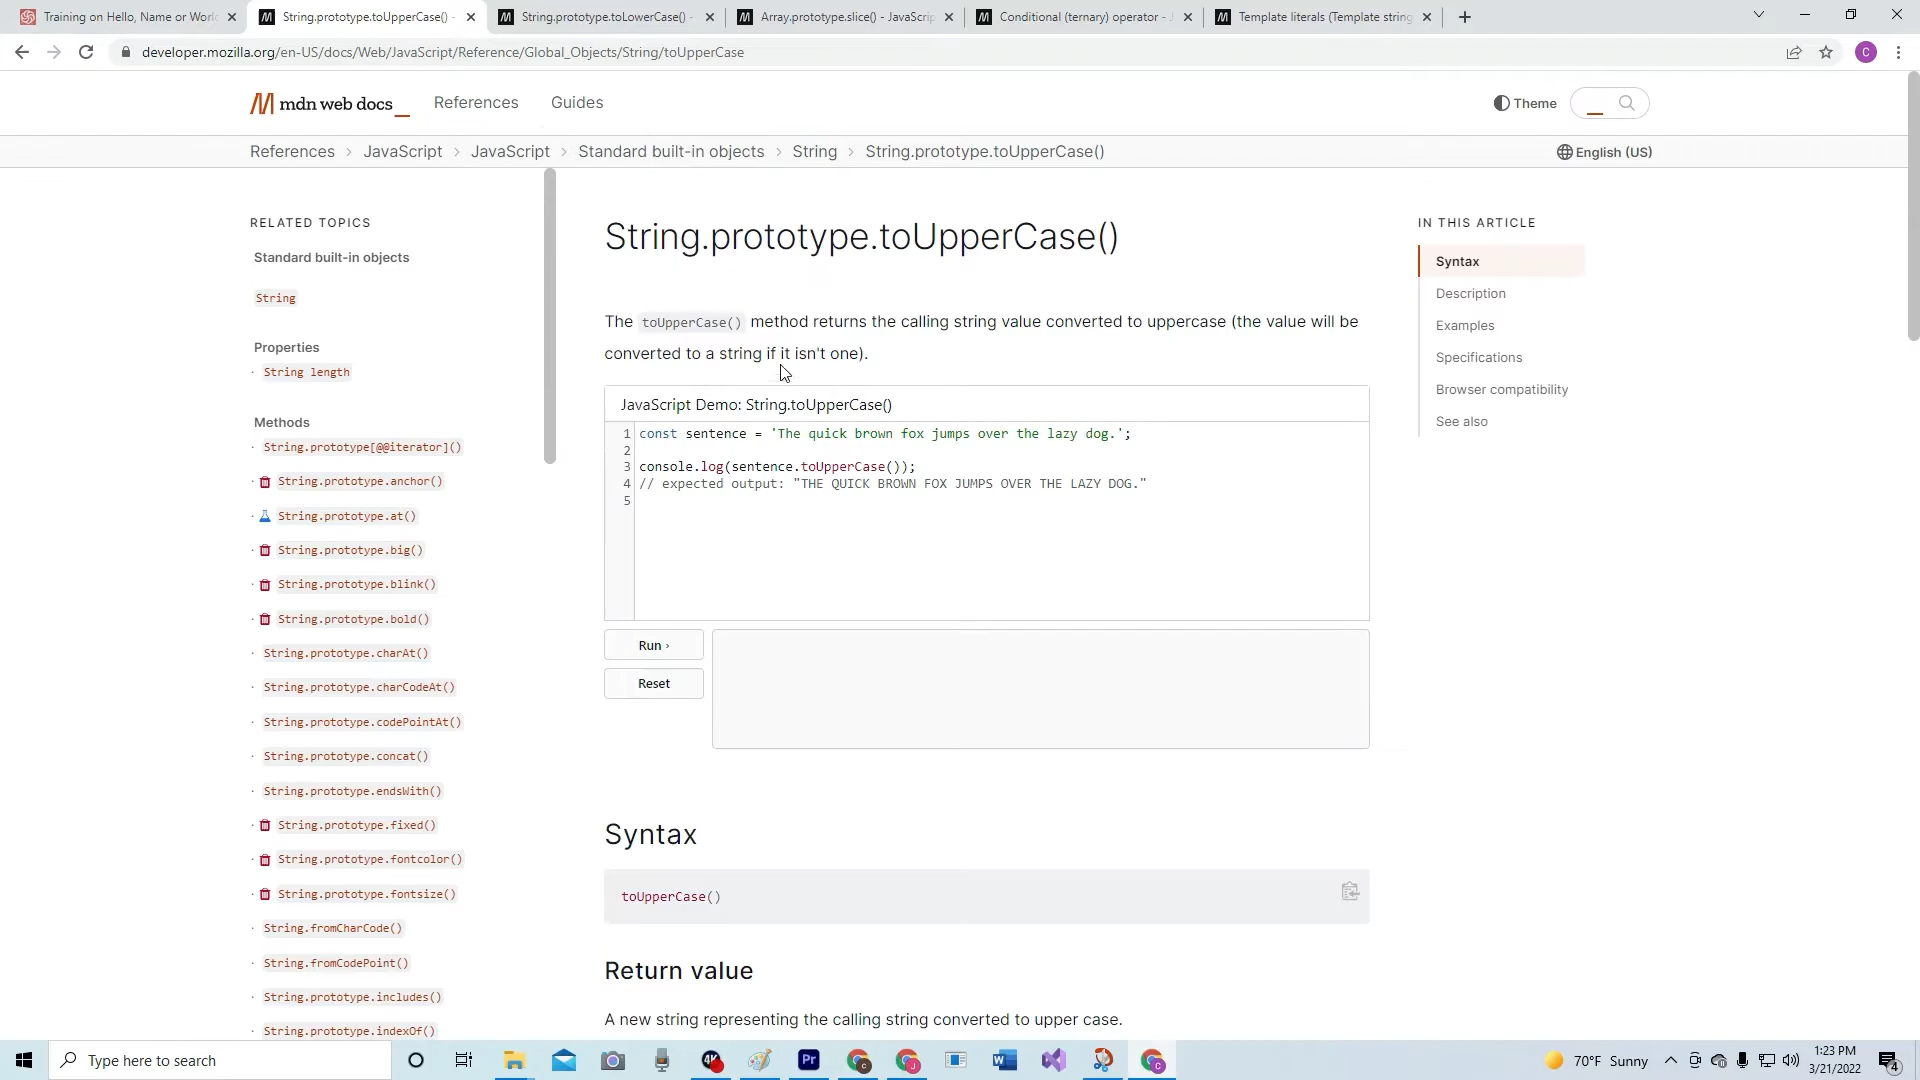 Training on Hello, Name or Worl
String.prototype.toUpperCase() -
String.prototype.toLowerCase() -
Array.prototype.slice() - JavaScrip
Conditional (ternary) operator - J
Template literals (Template string
developer.mozilla.org/en-US/docs/Web/JavaScript/Reference/Global_Objects/String/toUpperCase
C
mdn web docs_
References
Guides
Theme
References > JavaScript > JavaScript > Standard built-in objects > String > String.prototype.toUpperCase()
English (US)
RELATED TOPICS
Standard built-in objects
String
Properties
String length
Methods
String.prototype[@@iterator]()
String.prototype.anchor()
String.prototype.at()
String.prototype.big()
String.prototype.blink()
String.prototype.bold()
String.prototype.charAt()
String.prototype.charCodeAt()
String.prototype.codePointAt()
String.prototype.concat()
String.prototype.endsWith()
String.prototype.fixed()
String.prototype.fontcolor()
String.prototype.fontsize()
String.fromCharCode()
String.fromCodePoint()
String.prototype.includes()
String.prototype.indexOf()
String.prototype.toUpperCase()
The toUpperCase() method returns the calling string value converted to uppercase (the value will be
converted to a string if it isn't one).
JavaScript Demo: String.toUpperCase()
1 const sentence = 'The quick brown fox jumps over the lazy dog.';
2
3 console.log(sentence.toUpperCase());
4 // expected output: "THE QUICK BROWN FOX JUMPS OVER THE LAZY DOG."
5
Run ›
Reset
Syntax
toUpperCase()
Return value
A new string representing the calling string converted to upper case.
IN THIS ARTICLE
Syntax
Description
Examples
Specifications
Browser compatibility
See also
Type here to search
4K
Pr
70°F Sunny
1:23 PM
3/21/2022
4